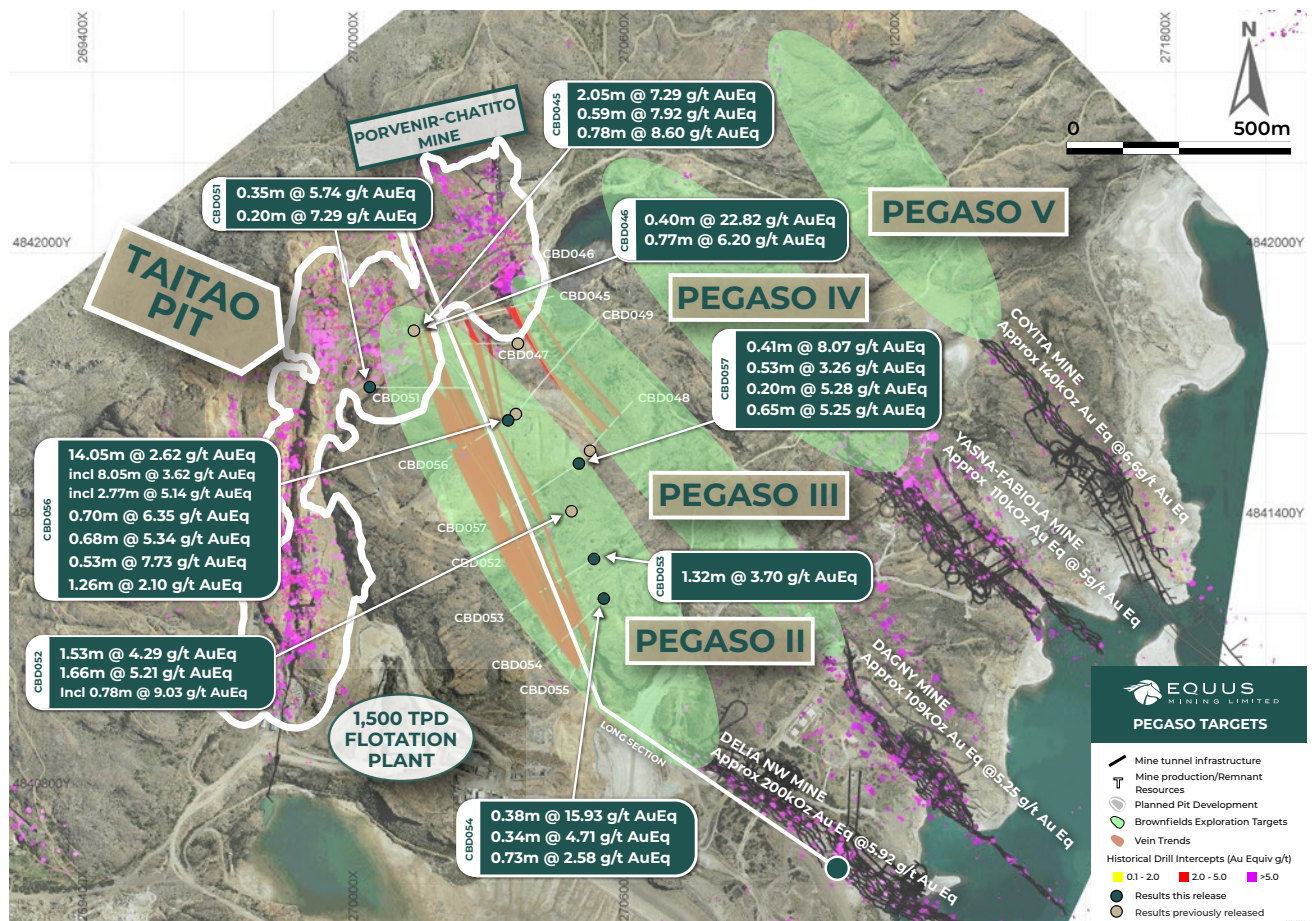 269400X
270000X
270600X
271200X
271800X
N
0 500m
PORVENIR-CHATITO
MINE
CBD045
2.05m @ 7.29 g/t AuEq
0.59m @ 7.92 g/t AuEq
0.78m @ 8.60 g/t AuEq
CBD051
0.35m @ 5.74 g/t AuEq
0.20m @ 7.29 g/t AuEq
CBD046
0.40m @ 22.82 g/t AuEq
0.77m @ 6.20 g/t AuEq
PEGASO V
4842000Y
4842000Y
TAITAO
PIT
CBD046
CBD045
CBD049
PEGASO IV
CBD047
CBD051
CBD048
CBD057
0.41m @ 8.07 g/t AuEq
0.53m @ 3.26 g/t AuEq
0.20m @ 5.28 g/t AuEq
0.65m @ 5.25 g/t AuEq
COYITA MINE
Approx 140kOz Au Eq @6.6g/t Au Eq
YASNA-FABIOLA MINE
Approx 110kOz Au Eq @ 5g/t Au Eq
CBD056
14.05m @ 2.62 g/t AuEq
incl 8.05m @ 3.62 g/t AuEq
incl 2.77m @ 5.14 g/t AuEq
0.70m @ 6.35 g/t AuEq
0.68m @ 5.34 g/t AuEq
0.53m @ 7.73 g/t AuEq
1.26m @ 2.10 g/t AuEq
CBD056
PEGASO III
4841400Y
CBD057
CBD052
CBD053
1.32m @ 3.70 g/t AuEq
CBD053
PEGASO II
CBD052
1.53m @ 4.29 g/t AuEq
1.66m @ 5.21 g/t AuEq
Incl 0.78m @ 9.03 g/t AuEq
CBD054
CBD055
DAGNY MINE
Approx 109kOz Au Eq @5.25 g/t Au Eq
1,500 TPD
FLOTATION
PLANT
LONG SECTION
DELIA NW MINE
Approx 200kOz Au Eq @5.92 g/t Au Eq
4840800Y
CBD054
0.38m @ 15.93 g/t AuEq
0.34m @ 4.71 g/t AuEq
0.73m @ 2.58 g/t AuEq
269400X
270000X
270600X
EQUUS
MINING LIMITED
PEGASO TARGETS
Mine tunnel infrastructure
Mine production/Remnant
Resources
Planned Pit Development
Brownfields Exploration Targets
Vein Trends
Historical Drill Intercepts (Au Equiv g/t)
0.1 - 2.0 2.0 - 5.0 >5.0
Results this release
Results previously released